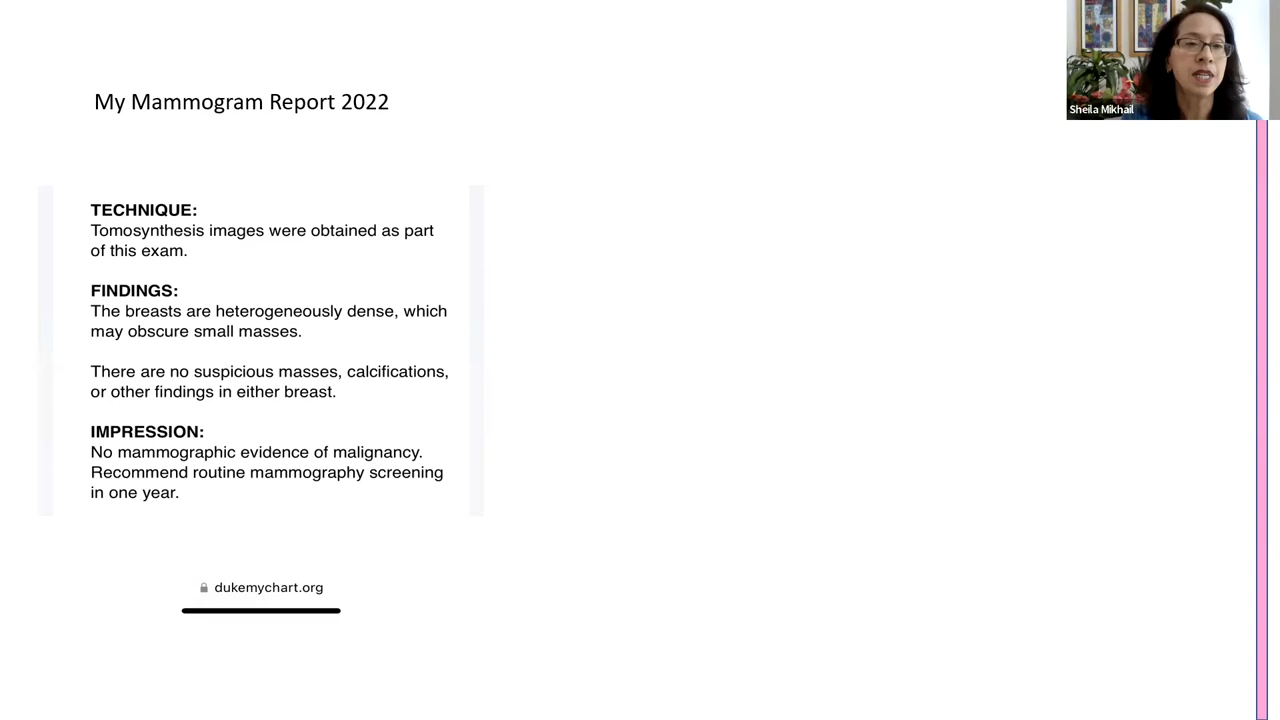 My Mammogram Report 2022
Sheila Mikhail
TECHNIQUE:
Tomosynthesis images were obtained as part
of this exam.
FINDINGS:
The breasts are heterogeneously dense, which
may obscure small masses.
There are no suspicious masses, calcifications,
or other findings in either breast.
IMPRESSION:
No mammographic evidence of malignancy.
Recommend routine mammography screening
in one year.
dukemychart.org